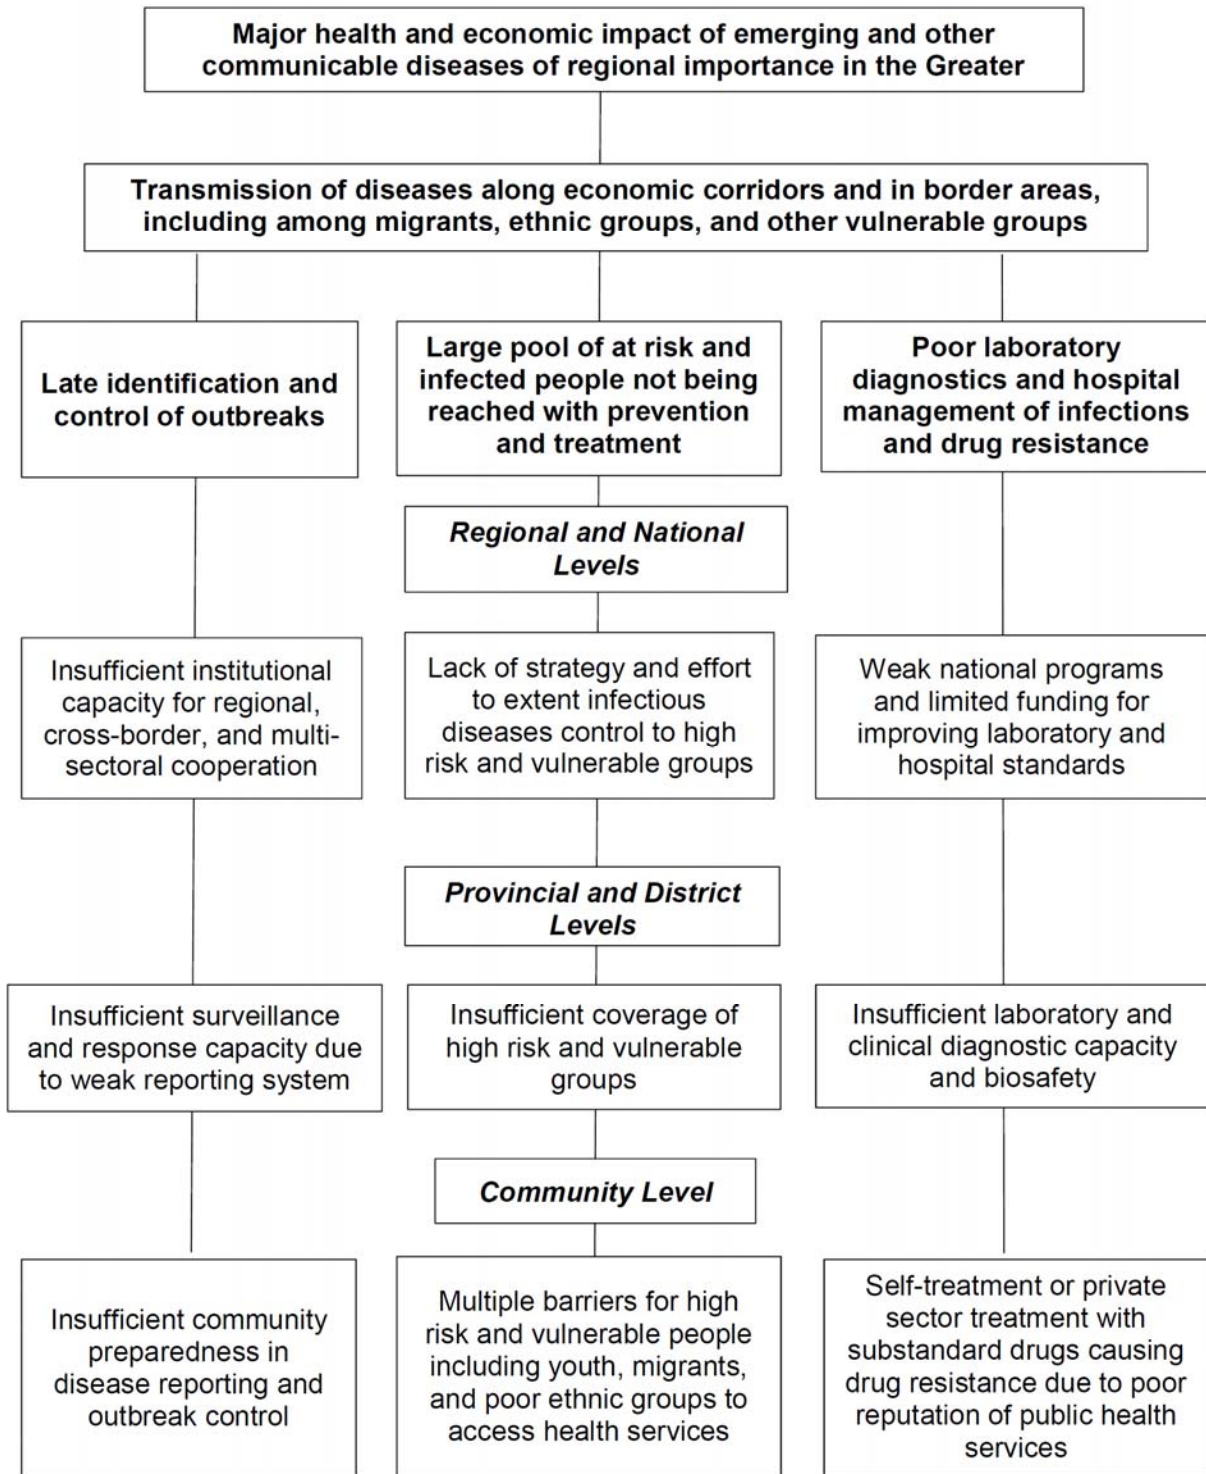 Major health and economic impact of emerging and other
communicable diseases of regional importance in the Greater
Transmission of diseases along economic corridors and in border areas,
including among migrants, ethnic groups, and other vulnerable groups
Late identification and
control of outbreaks
Large pool of at risk and
infected people not being
reached with prevention
and treatment
Poor laboratory
diagnostics and hospital
management of infections
and drug resistance
Regional and National
Levels
Insufficient institutional
capacity for regional,
cross-border, and multi-
sectoral cooperation
Lack of strategy and effort
to extent infectious
diseases control to high
risk and vulnerable groups
Weak national programs
and limited funding for
improving laboratory and
hospital standards
Provincial and District
Levels
Insufficient surveillance
and response capacity due
to weak reporting system
Insufficient coverage of
high risk and vulnerable
groups
Insufficient laboratory and
clinical diagnostic capacity
and biosafety
Community Level
Insufficient community
preparedness in
disease reporting and
outbreak control
Multiple barriers for high
risk and vulnerable people
including youth, migrants,
and poor ethnic groups to
access health services
Self-treatment or private
sector treatment with
substandard drugs causing
drug resistance due to poor
reputation of public health
services